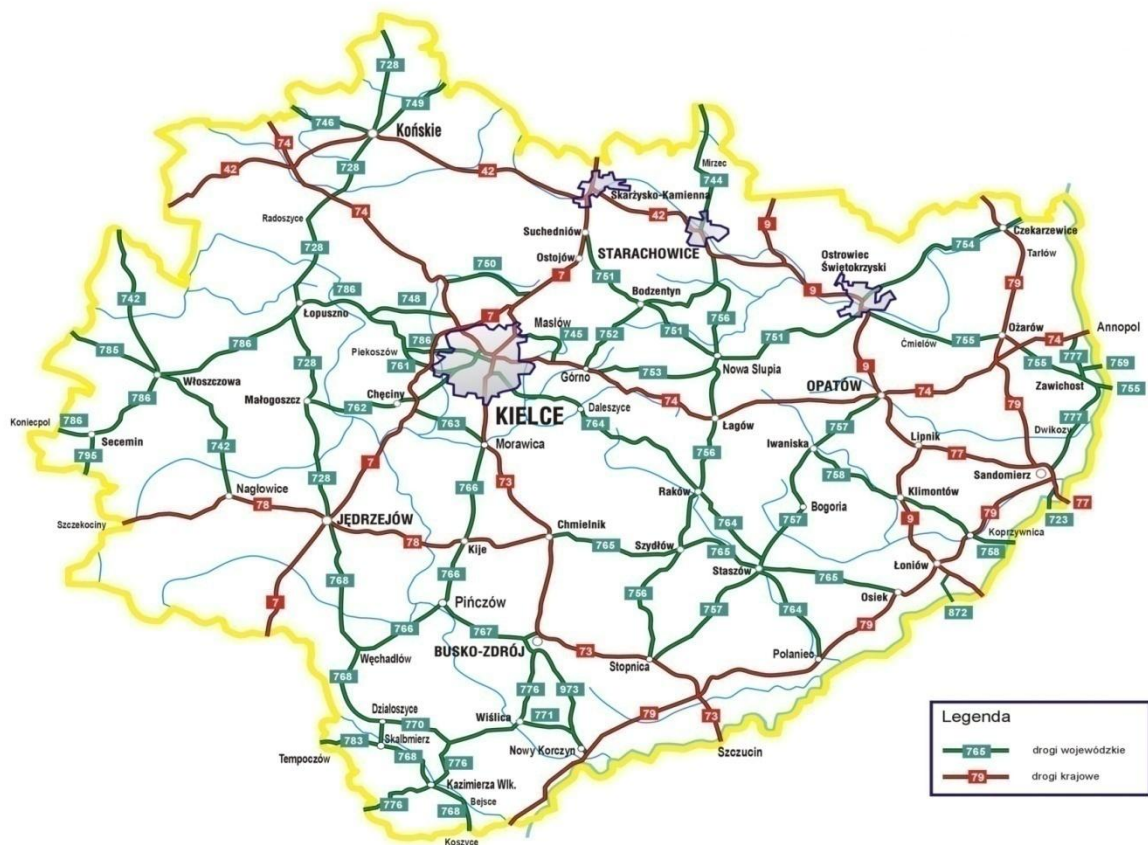 728
749
746
Końskie
74
42
728
42
74
Radoszyce
728
Mirzec
744
Skarżysko-Kamienna
42
9
Suchedniów
STARACHOWICE
Ostojów
7
751
750
Bodzentyn
756
9
Ostrowiec
Świętokrzyski
754
Czekarzewice
Tarłów
79
742
786
748
Łopuszno
7
Masłów
745
752
751
751
Ćmielów
755
Ożarów
74
Annopol
785
786
Piekoszów
786
761
Górno
753
Nowa Słupia
755
777
759
Zawichost
755
Włoszczowa
728
786
Małogoszcz
762
Chęciny
KIELCE
Daleszyce
764
74
Łagów
9
OPATÓW
74
79
777
Dwikozy
Koniecpol
786
Secemin
795
742
763
Morawica
756
757
Iwaniska
Lipnik
77
Sandomierz
728
7
766
73
758
Nagłowice
78
Szczekociny
JĘDRZEJÓW
Raków
764
Bogoria
757
Klimontów
79
77
723
Koprzywnica
758
9
Chmielnik
78
Kije
765
Szydłów
765
Staszów
765
Łoniów
Osiek
872
768
766
7
Pińczów
756
757
764
79
766
767
BUSKO-ZDRÓJ
73
Stopnica
Połaniec
Węchadłów
768
776
973
Działoszyce
770
Wiślica
771
79
73
Szczucin
783
Skalbmierz
Tempoczów
768
776
Nowy Korczyn
Kazimierza Wlk.
776
768
Bejsce
Koszyce
Legenda
765 drogi wojewódzkie
79 drogi krajowe